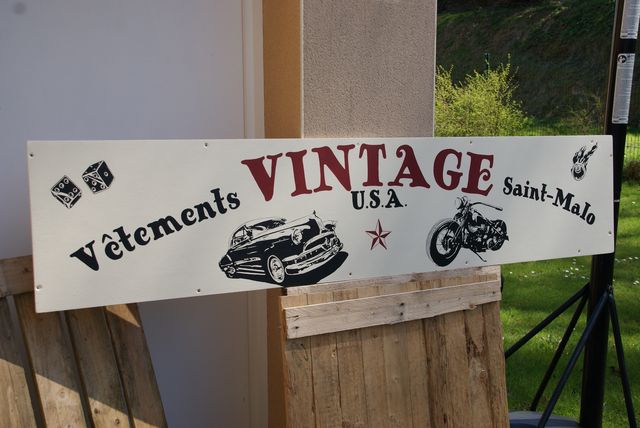 Vêtements VINTAGE Saint-Malo
U.S.A.